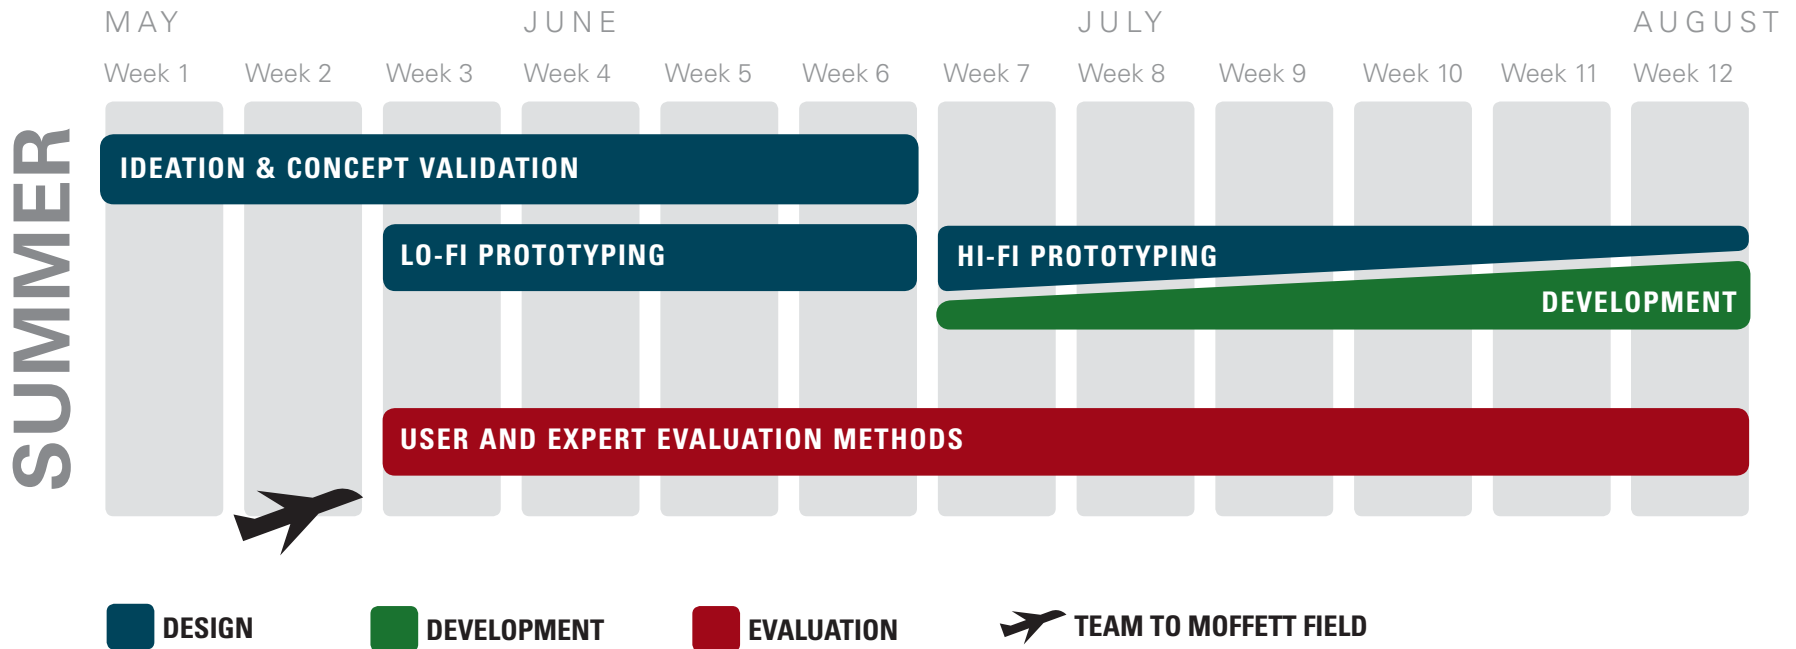 MAY JUNE JULY AUGUST
Week 1 Week 2 Week 3 Week 4 Week 5 Week 6 Week 7 Week 8 Week 9 Week 10 Week 11 Week 12
SUMMER
IDEATION & CONCEPT VALIDATION
LO-FI PROTOTYPING
HI-FI PROTOTYPING
DEVELOPMENT
USER AND EXPERT EVALUATION METHODS
DESIGN DEVELOPMENT EVALUATION TEAM TO MOFFETT FIELD